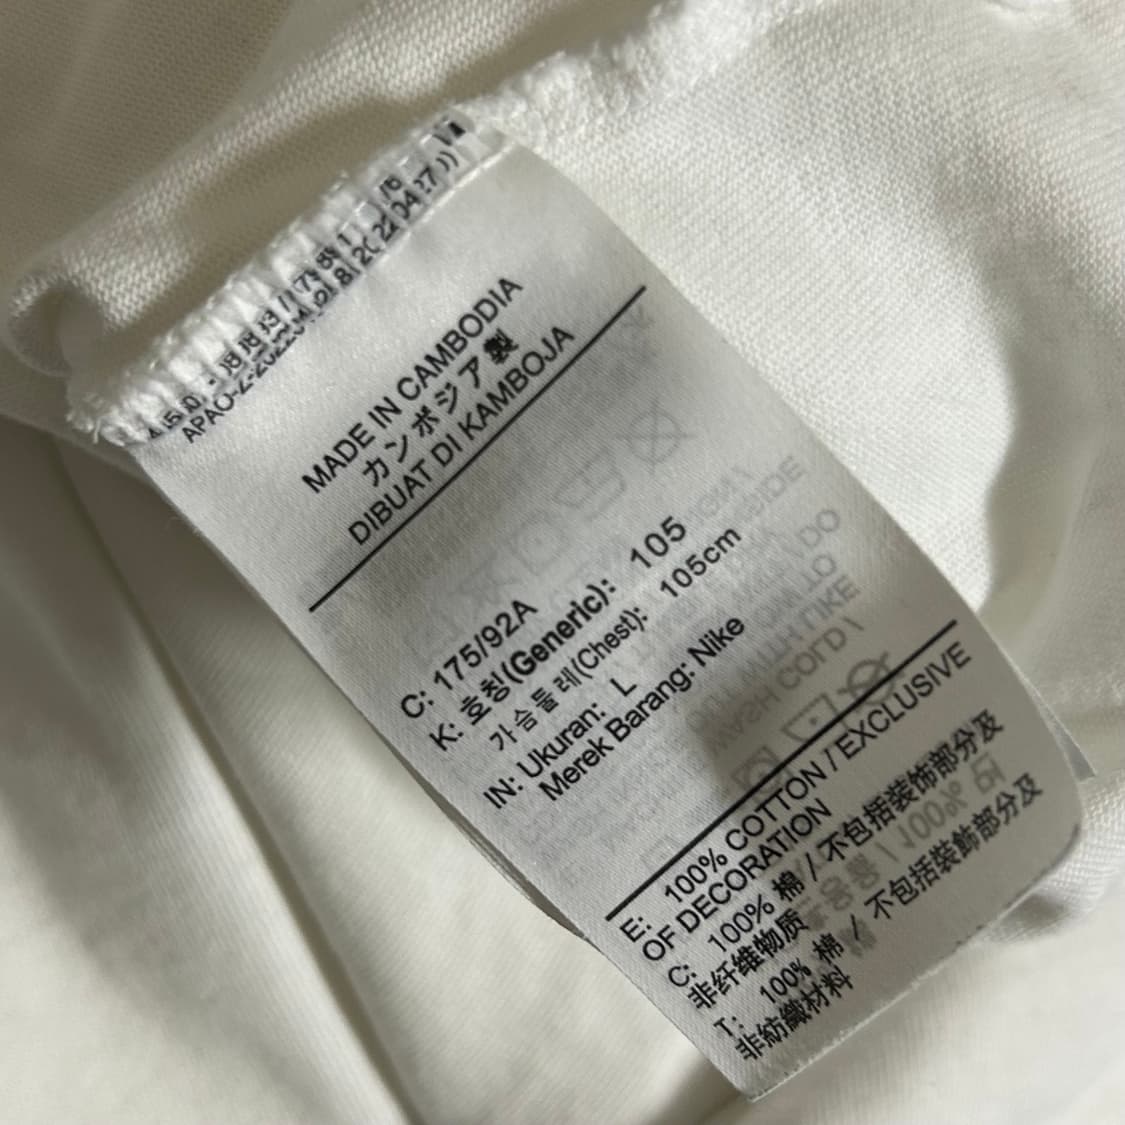 MADE IN CAMBODIA
カンボジア製
DIBUAT DI KAMBOJA
C: 175/92A
K: 호칭(Generic): 105
가슴둘레(Chest): 105cm
IN: Ukuran: L
Merek Barang: Nike
E: 100% COTTON / EXCLUSIVE
OF DECORATION
C: 100% 棉 / 不包括装饰部分及
非纤维物质
T: 100% 棉 / 不包括裝飾部分及
非紡織材料